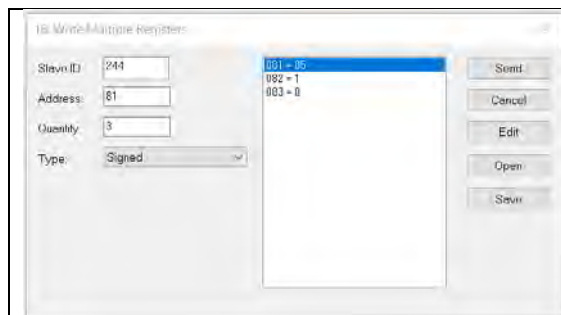 16: Write Multiple Registers
Slave ID: 244
Address: 81
Quantity: 3
Type: Signed
081 = 85
082 = 1
083 = 0
Send
Cancel
Edit
Open
Save